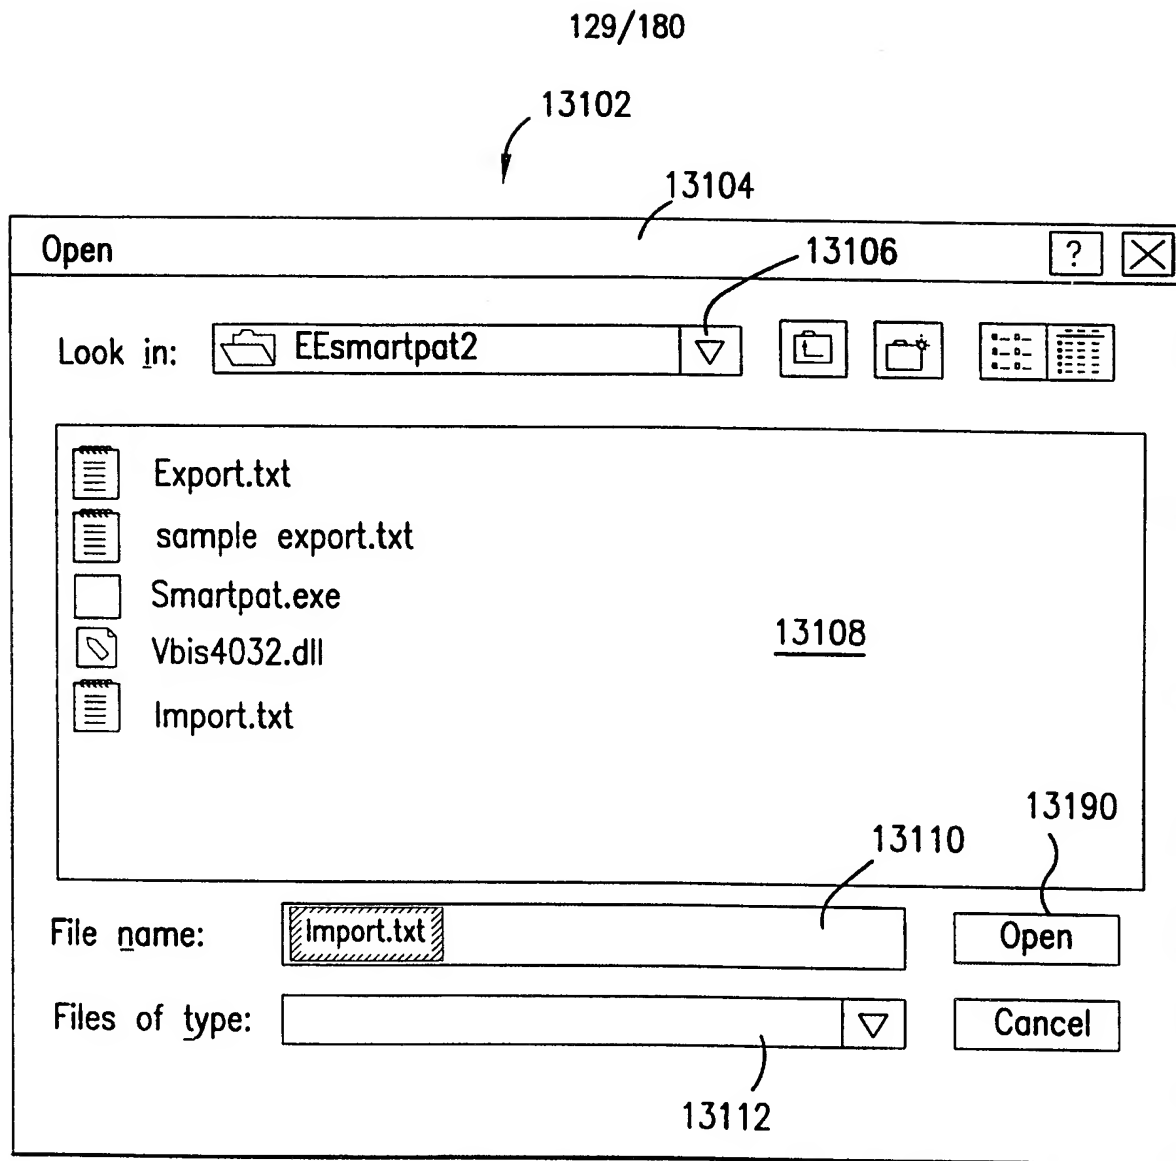 129/180
13102
13104
Open
?
13106
Look in:
EEsmartpat2
Export.txt
sample export.txt
Smartpat.exe
Vbis4032.dll
Import.txt
13108
13190
13110
File name:
Import.txt
Open
Files of type:
Cancel
13112